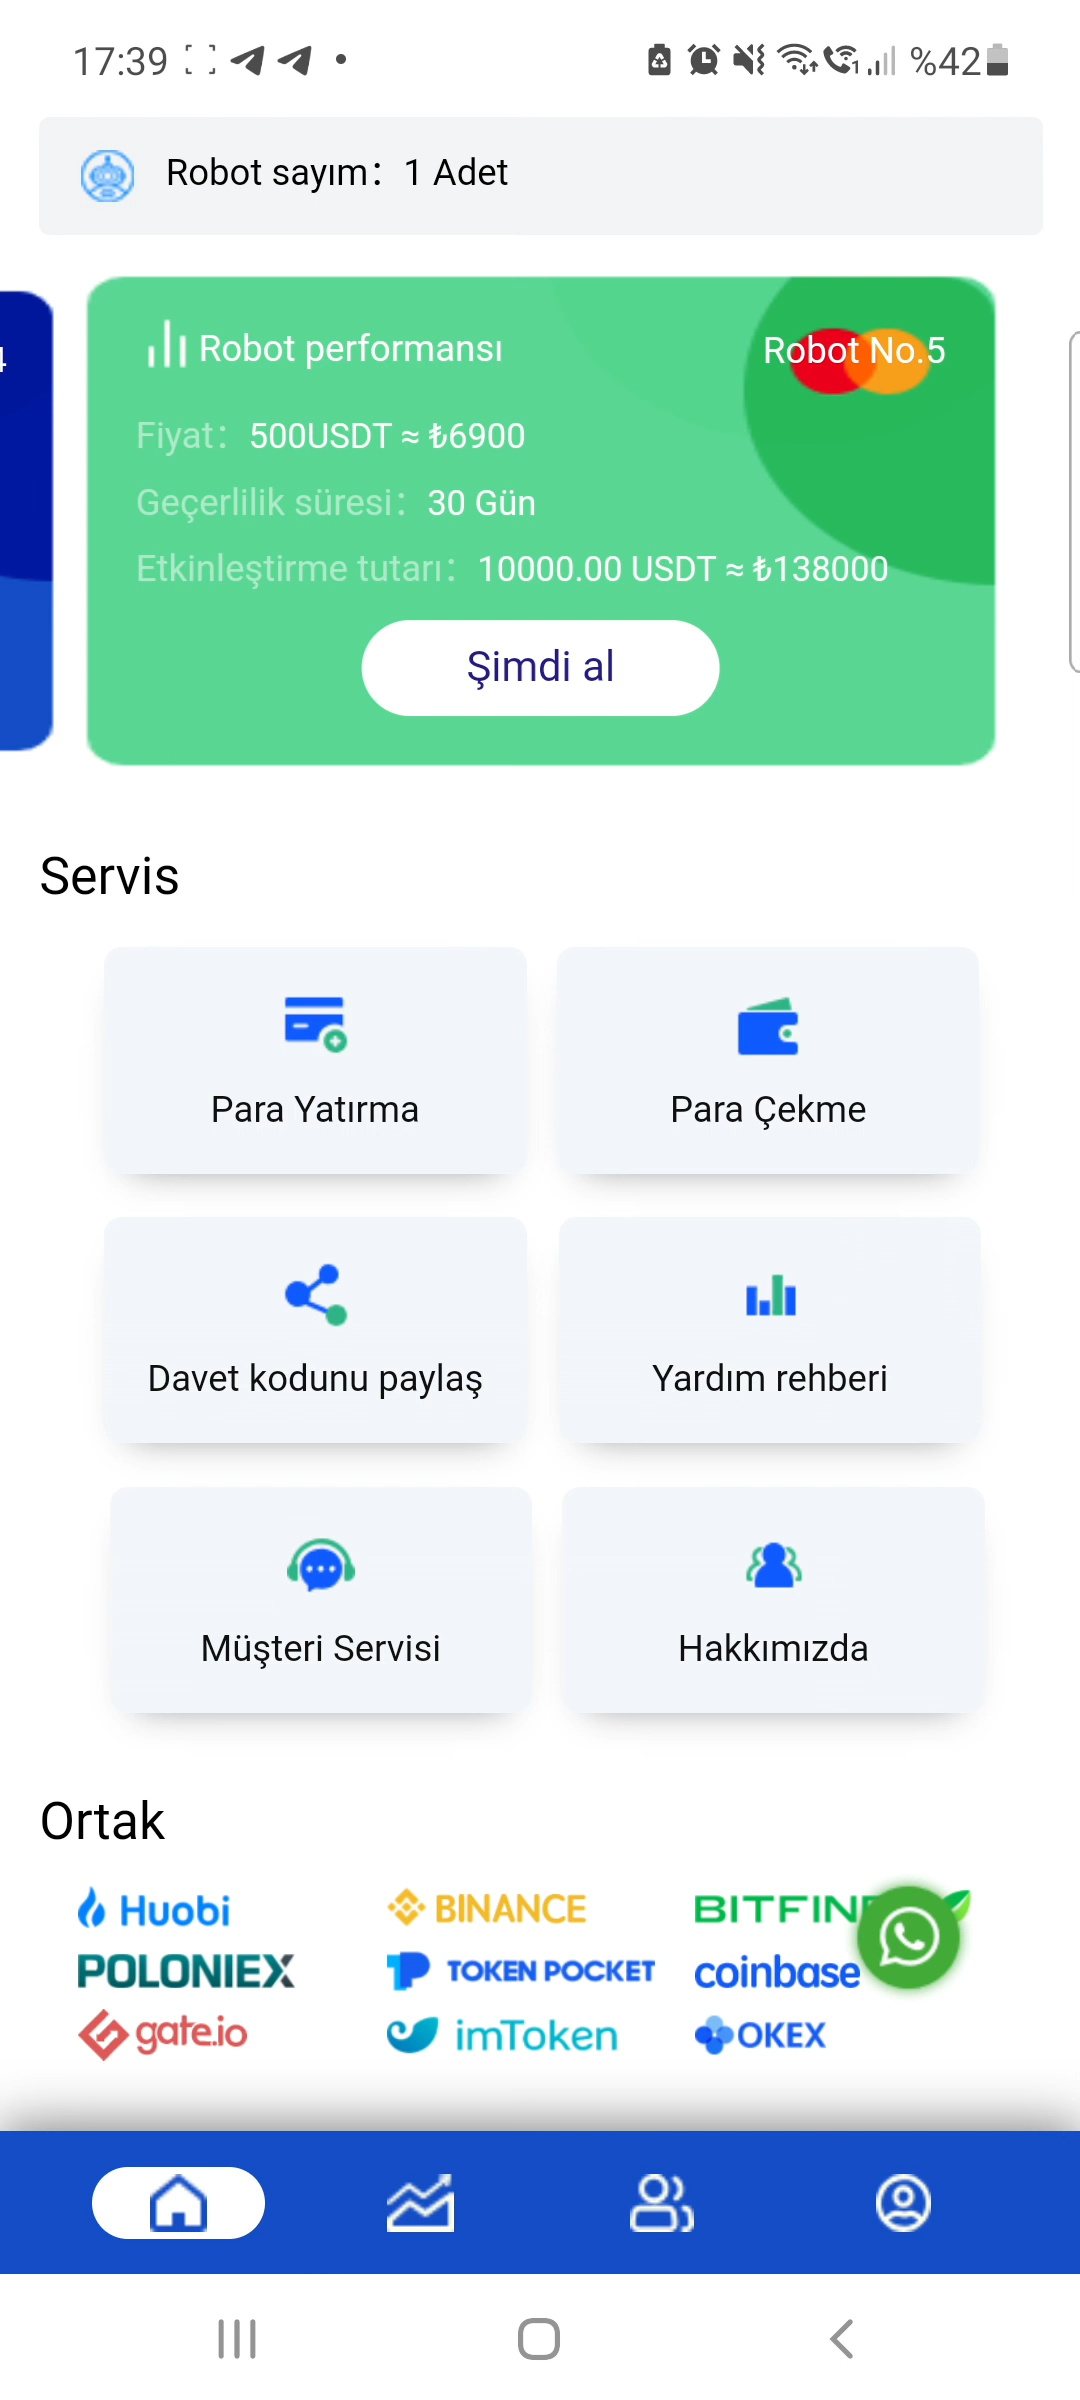 17:39 %42
Robot sayım: 1 Adet
4
Robot performansı Robot No.5
Fiyat: 500USDT ≈ ₺6900
Geçerlilik süresi: 30 Gün
Etkinleştirme tutarı: 10000.00 USDT ≈ ₺138000
Şimdi al
Servis
Para Yatırma Para Çekme
Davet kodunu paylaş Yardım rehberi
Müşteri Servisi Hakkımızda
Ortak
Huobi BINANCE BITFINE
POLONIEX TOKEN POCKET coinbase
gate.io imToken OKEX